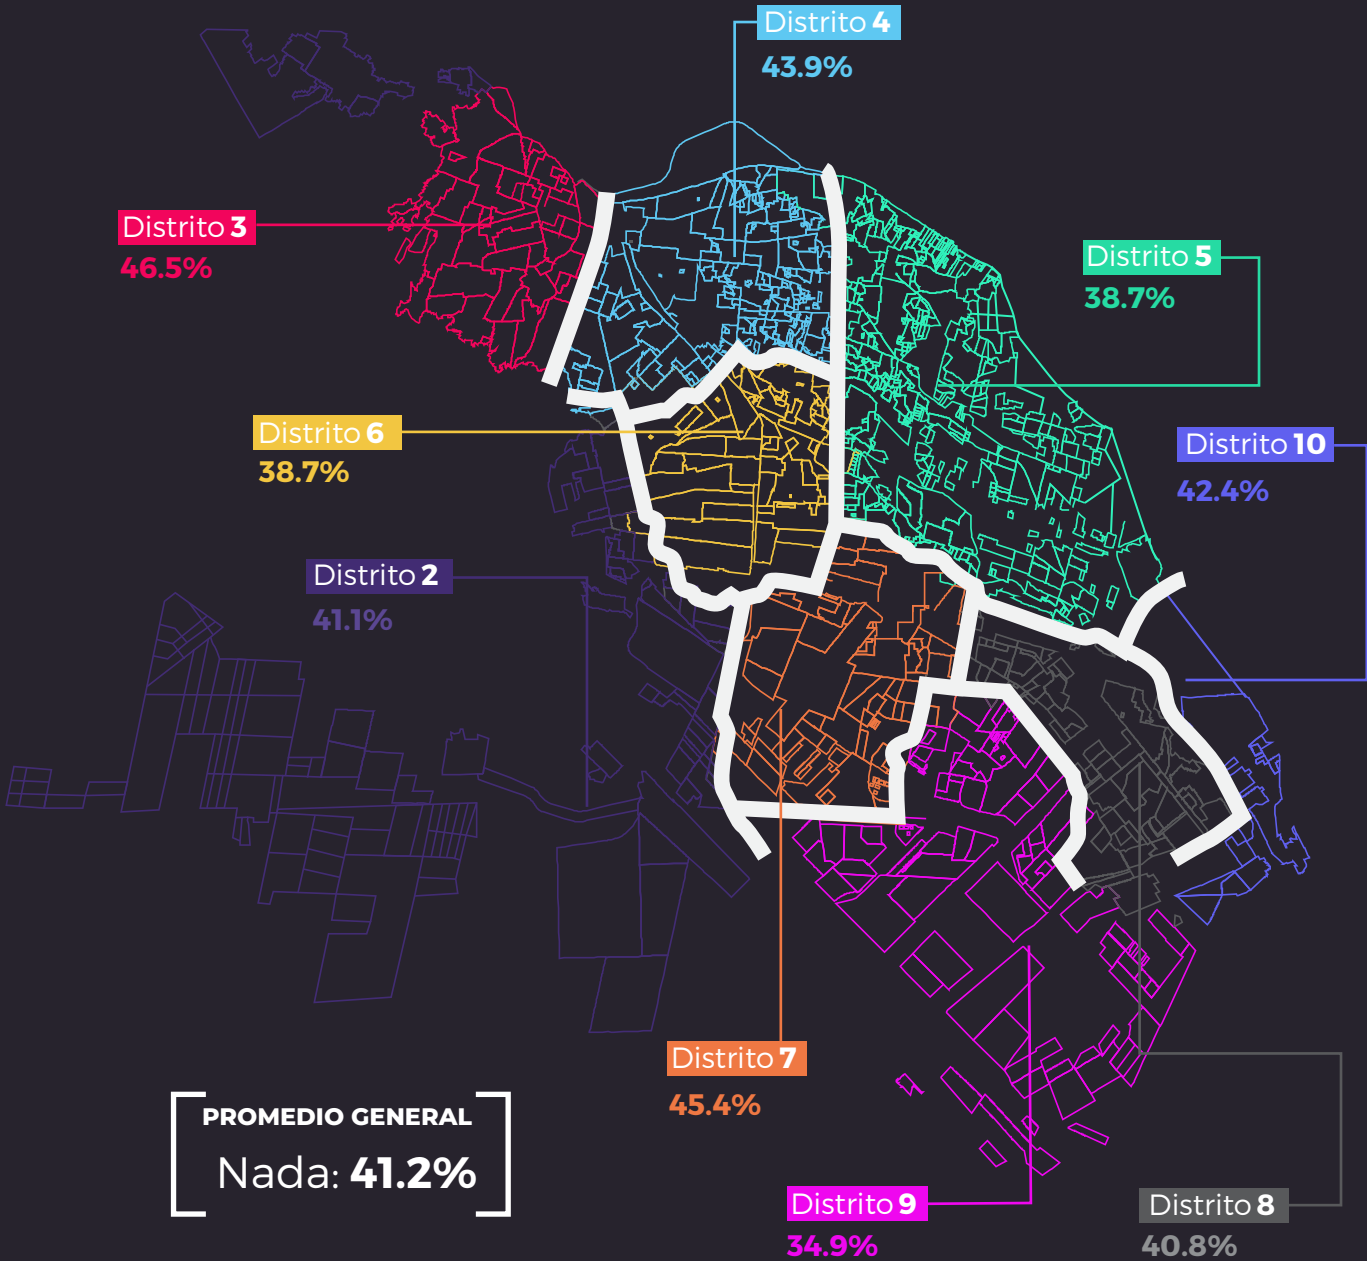 Distrito 4
43.9%
Distrito 3
46.5%
Distrito 5
38.7%
Distrito 6
38.7%
Distrito 10
42.4%
Distrito 2
41.1%
Distrito 7
45.4%
PROMEDIO GENERAL
Nada: 41.2%
Distrito 9
34.9%
Distrito 8
40.8%